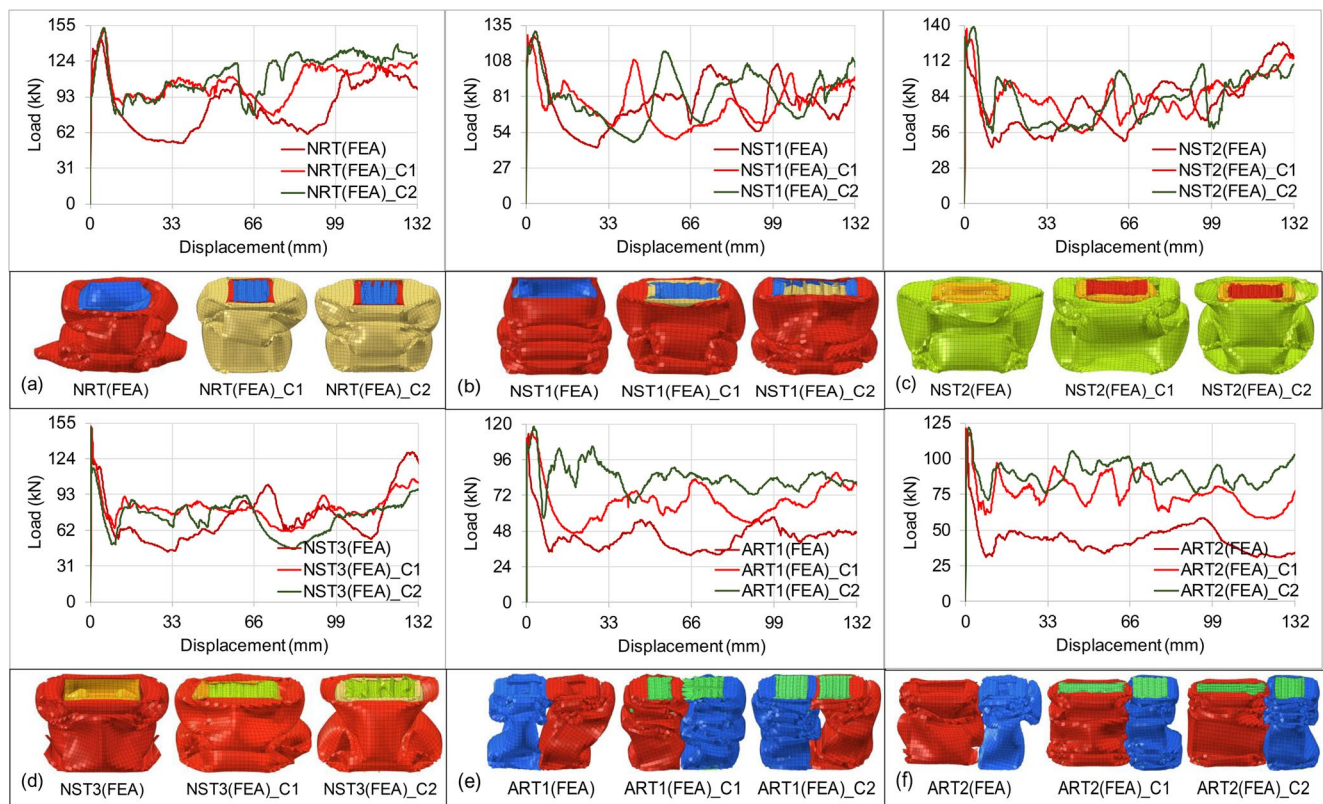 155
124
93
62
31
0
Load (kN)
NRT(FEA)
NRT(FEA)_C1
NRT(FEA)_C2
0 33 66 99 132
Displacement (mm)
135
108
81
54
27
0
Load (kN)
NST1(FEA)
NST1(FEA)_C1
NST1(FEA)_C2
0 33 66 99 132
Displacement (mm)
140
112
84
56
28
0
Load (kN)
NST2(FEA)
NST2(FEA)_C1
NST2(FEA)_C2
0 33 66 99 132
Displacement (mm)
(a) NRT(FEA) NRT(FEA)_C1 NRT(FEA)_C2
(b) NST1(FEA) NST1(FEA)_C1 NST1(FEA)_C2
(c) NST2(FEA) NST2(FEA)_C1 NST2(FEA)_C2
155
124
93
62
31
0
Load (kN)
NST3(FEA)
NST3(FEA)_C1
NST3(FEA)_C2
0 33 66 99 132
Displacement (mm)
120
96
72
48
24
0
Load (kN)
ART1(FEA)
ART1(FEA)_C1
ART1(FEA)_C2
0 33 66 99 132
Displacement (mm)
125
100
75
50
25
0
Load (kN)
ART2(FEA)
ART2(FEA)_C1
ART2(FEA)_C2
0 33 66 99 132
Displacement (mm)
(d) NST3(FEA) NST3(FEA)_C1 NST3(FEA)_C2
(e) ART1(FEA) ART1(FEA)_C1 ART1(FEA)_C2
(f) ART2(FEA) ART2(FEA)_C1 ART2(FEA)_C2